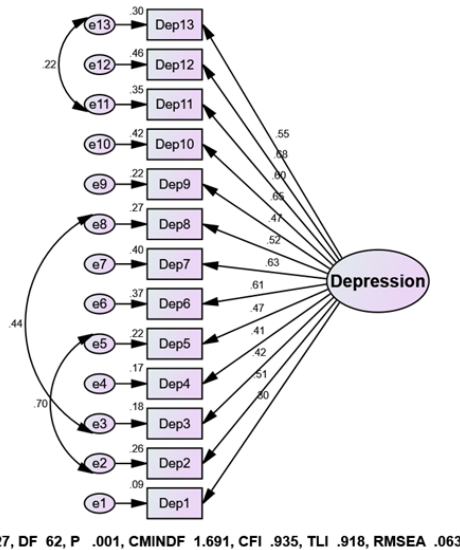 .30
e13 Dep13
.46
e12 Dep12
.22
.35
e11 Dep11
.55
.42
e10 Dep10
.68
.60
.22
e9 Dep9
.65
.47
.27
e8 Dep8
.52
.40
e7 Dep7
.63
Depression
.37
e6 Dep6
.61
.44
.22
e5 Dep5
.47
.17
e4 Dep4
.41
.70
.18
e3 Dep3
.42
.26
e2 Dep2
.51
.30
.09
e1 Dep1
27, DF 62, P .001, CMINDF 1.691, CFI .935, TLI .918, RMSEA .063